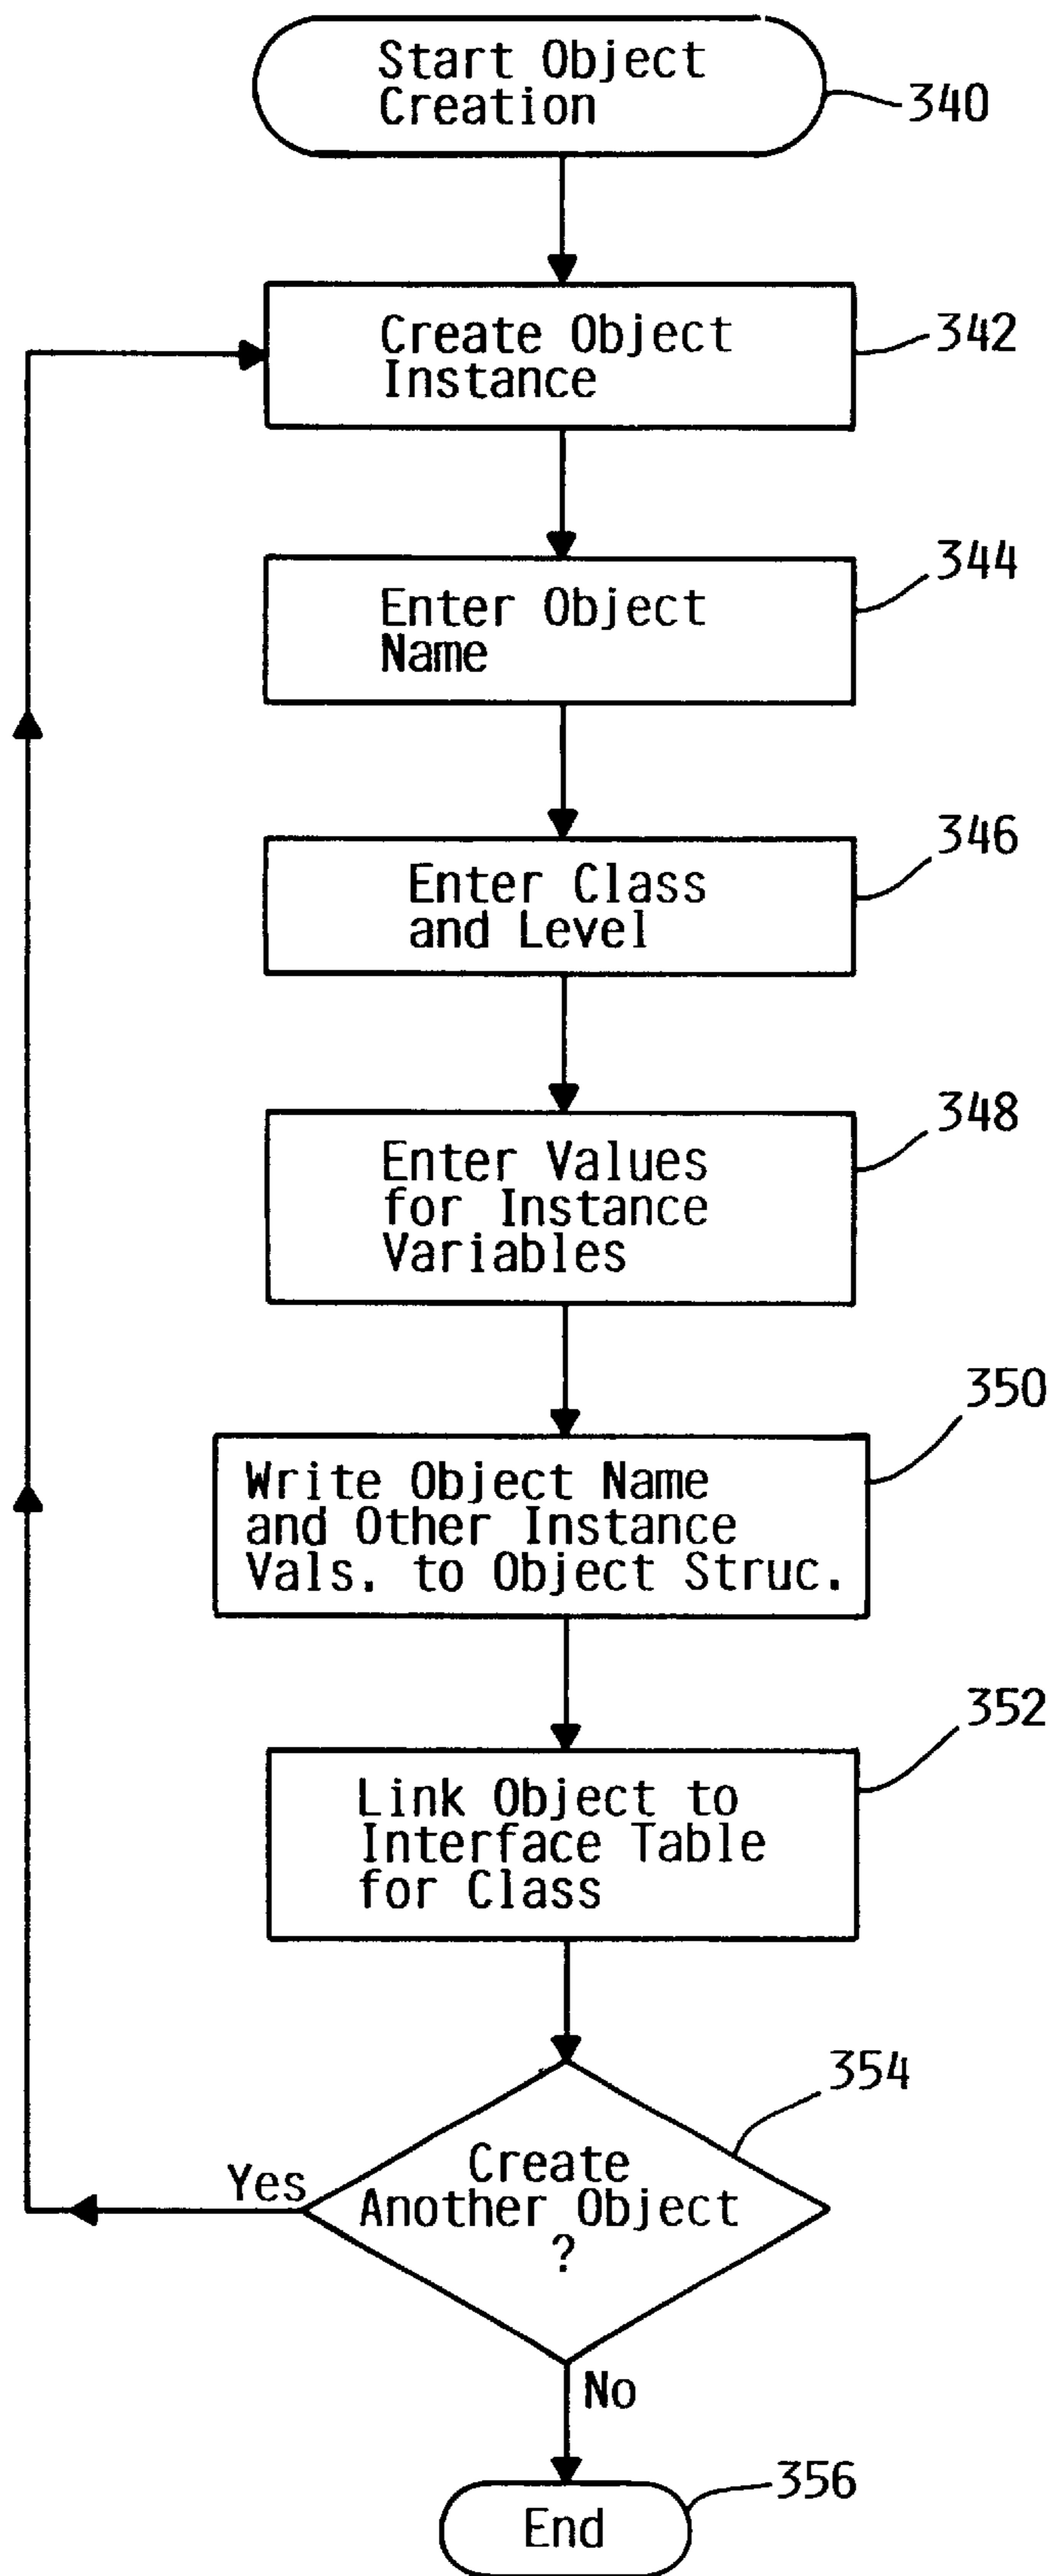 Start Object
Creation
340
Create Object
Instance
342
Enter Object
Name
344
Enter Class
and Level
346
Enter Values
for Instance
Variables
348
Write Object Name
and Other Instance
Vals. to Object Struc.
350
Link Object to
Interface Table
for Class
352
Create
Another Object
?
354
Yes
No
End
356